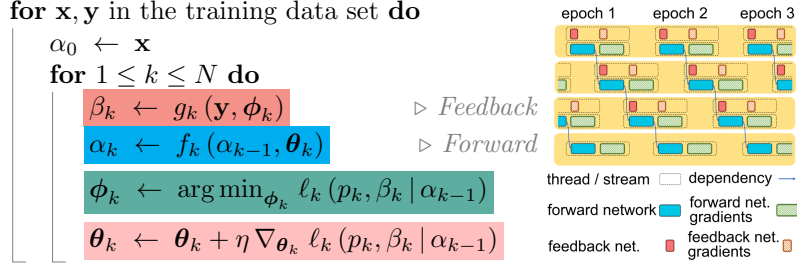 for x, y in the training data set do
α₀ ← x
for 1 ≤ k ≤ N do
βₖ ← gₖ (y, ϕₖ) ▷ Feedback
αₖ ← fₖ (αₖ₋₁, θₖ) ▷ Forward
ϕₖ ← arg min_ϕₖ ℓₖ (pₖ, βₖ | αₖ₋₁)
θₖ ← θₖ + η ∇_θₖ ℓₖ (pₖ, βₖ | αₖ₋₁)
epoch 1 epoch 2 epoch 3
thread / stream dependency
forward network forward net. gradients
feedback net. feedback net. gradients